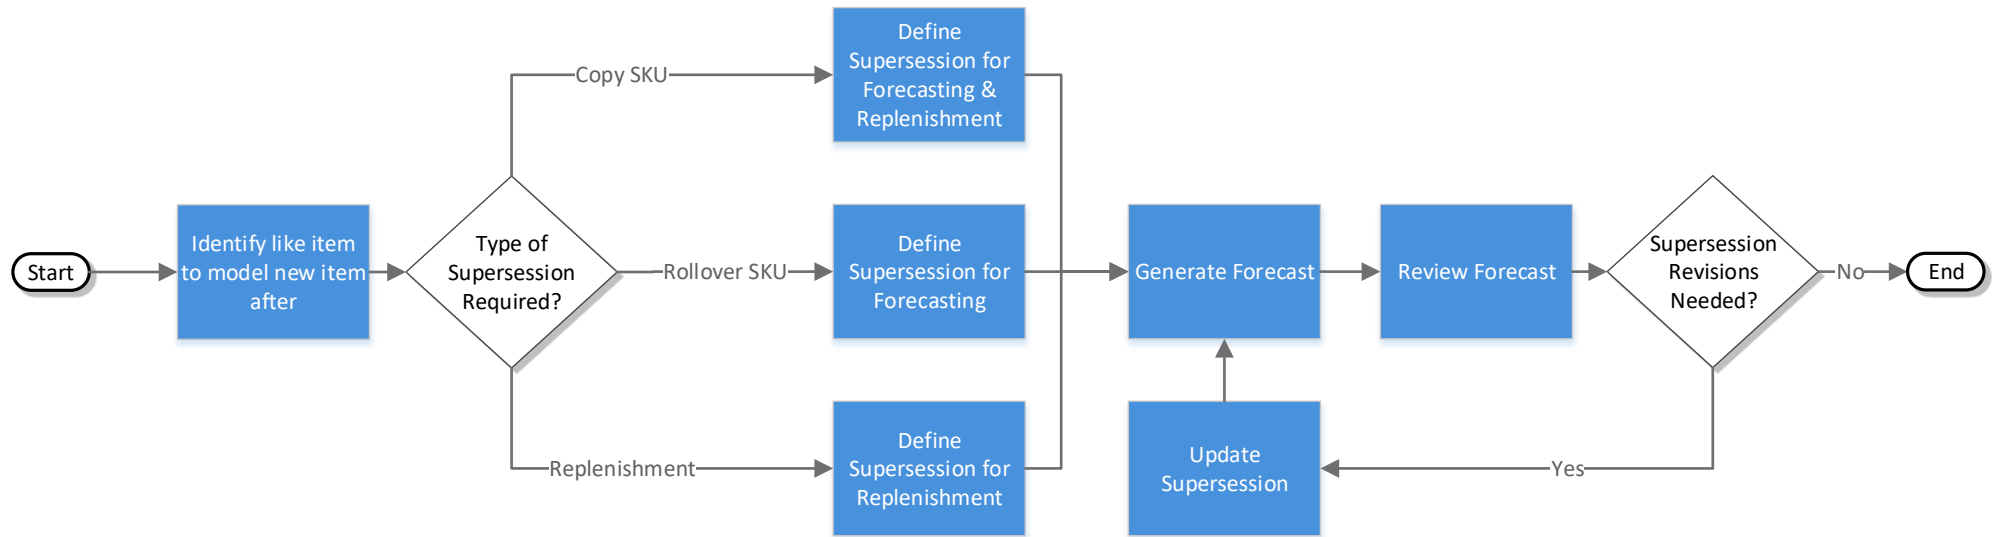 Start
Identify like item
to model new item
after
Type of
Supersession
Required?
Copy SKU
Define
Supersession for
Forecasting &
Replenishment
Rollover SKU
Define
Supersession for
Forecasting
Replenishment
Define
Supersession for
Replenishment
Generate Forecast
Review Forecast
Supersession
Revisions
Needed?
No
End
Yes
Update
Supersession